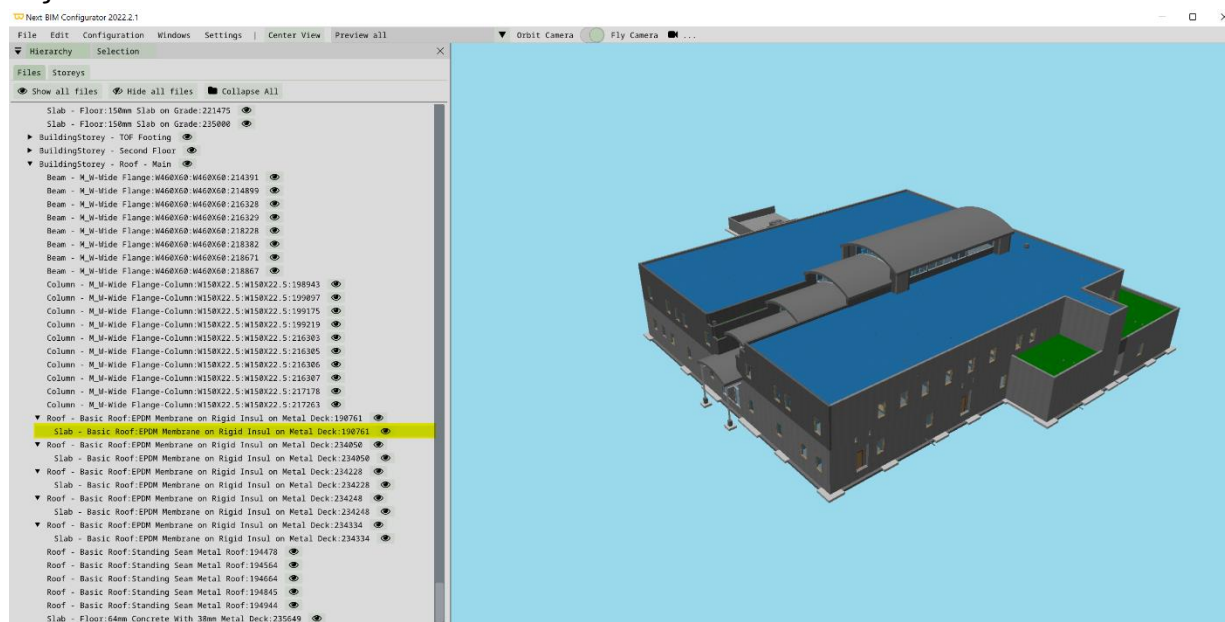 Next BIM Configurator 2022.2.1
File Edit Configuration Windows Settings | Center View Preview all ▼ Orbit Camera Fly Camera ...
▼ Hierarchy Selection
Files Storeys
Show all files Hide all files Collapse All
Slab - Floor:150mm Slab on Grade:221475
Slab - Floor:150mm Slab on Grade:235000
▶ BuildingStorey - TOF Footing
▶ BuildingStorey - Second Floor
▼ BuildingStorey - Roof - Main
Beam - M_W-Wide Flange:W460X60:W460X60:214391
Beam - M_W-Wide Flange:W460X60:W460X60:214899
Beam - M_W-Wide Flange:W460X60:W460X60:216328
Beam - M_W-Wide Flange:W460X60:W460X60:216329
Beam - M_W-Wide Flange:W460X60:W460X60:218228
Beam - M_W-Wide Flange:W460X60:W460X60:218382
Beam - M_W-Wide Flange:W460X60:W460X60:218671
Beam - M_W-Wide Flange:W460X60:W460X60:218867
Column - M_W-Wide Flange-Column:W150X22.5:W150X22.5:198943
Column - M_W-Wide Flange-Column:W150X22.5:W150X22.5:199097
Column - M_W-Wide Flange-Column:W150X22.5:W150X22.5:199175
Column - M_W-Wide Flange-Column:W150X22.5:W150X22.5:199219
Column - M_W-Wide Flange-Column:W150X22.5:W150X22.5:216303
Column - M_W-Wide Flange-Column:W150X22.5:W150X22.5:216305
Column - M_W-Wide Flange-Column:W150X22.5:W150X22.5:216306
Column - M_W-Wide Flange-Column:W150X22.5:W150X22.5:216307
Column - M_W-Wide Flange-Column:W150X22.5:W150X22.5:217178
Column - M_W-Wide Flange-Column:W150X22.5:W150X22.5:217263
▼ Roof - Basic Roof:EPDM Membrane on Rigid Insul on Metal Deck:190761
Slab - Basic Roof:EPDM Membrane on Rigid Insul on Metal Deck:190761
▼ Roof - Basic Roof:EPDM Membrane on Rigid Insul on Metal Deck:234050
Slab - Basic Roof:EPDM Membrane on Rigid Insul on Metal Deck:234050
▼ Roof - Basic Roof:EPDM Membrane on Rigid Insul on Metal Deck:234228
Slab - Basic Roof:EPDM Membrane on Rigid Insul on Metal Deck:234228
▼ Roof - Basic Roof:EPDM Membrane on Rigid Insul on Metal Deck:234248
Slab - Basic Roof:EPDM Membrane on Rigid Insul on Metal Deck:234248
▼ Roof - Basic Roof:EPDM Membrane on Rigid Insul on Metal Deck:234334
Slab - Basic Roof:EPDM Membrane on Rigid Insul on Metal Deck:234334
Roof - Basic Roof:Standing Seam Metal Roof:194478
Roof - Basic Roof:Standing Seam Metal Roof:194564
Roof - Basic Roof:Standing Seam Metal Roof:194664
Roof - Basic Roof:Standing Seam Metal Roof:194845
Roof - Basic Roof:Standing Seam Metal Roof:194944
Slab - Floor:64mm Concrete With 38mm Metal Deck:235649